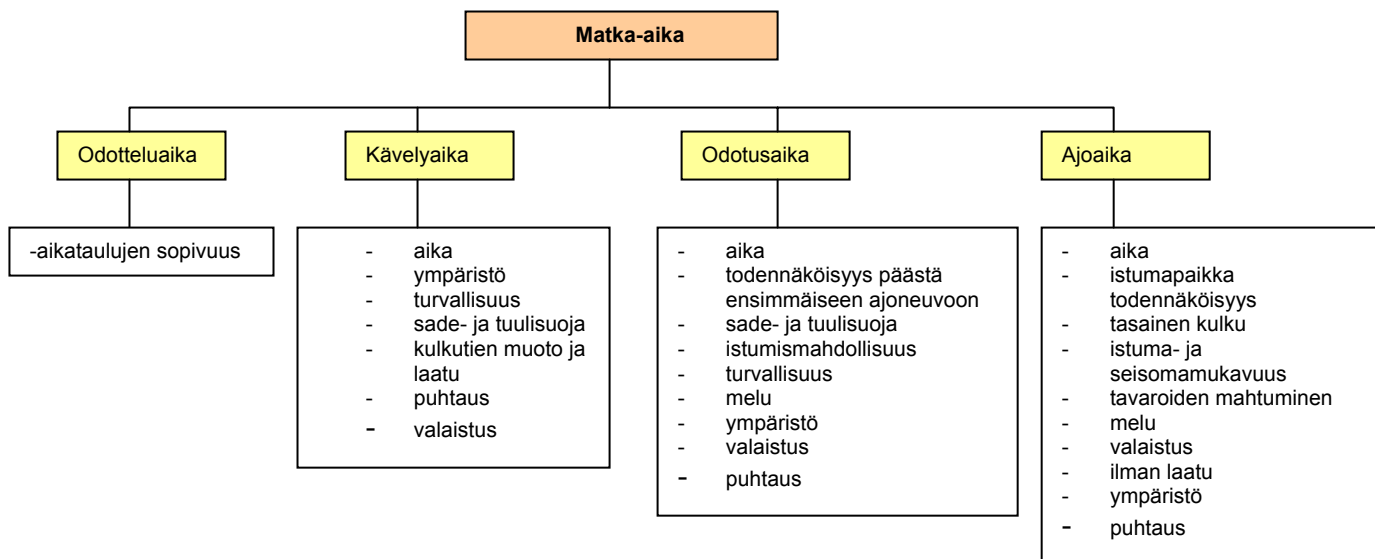 Matka-aika
Odotteluaika
-aikataulujen sopivuus
Kävelyaika
- aika
- ympäristö
- turvallisuus
- sade- ja tuulisuoja
- kulkutien muoto ja
laatu
- puhtaus
- valaistus
Odotusaika
- aika
- todennäköisyys päästä
ensimmäiseen ajoneuvoon
- sade- ja tuulisuoja
- istumismahdollisuus
- turvallisuus
- melu
- ympäristö
- valaistus
- puhtaus
Ajoaika
- aika
- istumapaikka
todennäköisyys
- tasainen kulku
- istuma- ja
seisomamukavuus
- tavaroiden mahtuminen
- melu
- valaistus
- ilman laatu
- ympäristö
- puhtaus